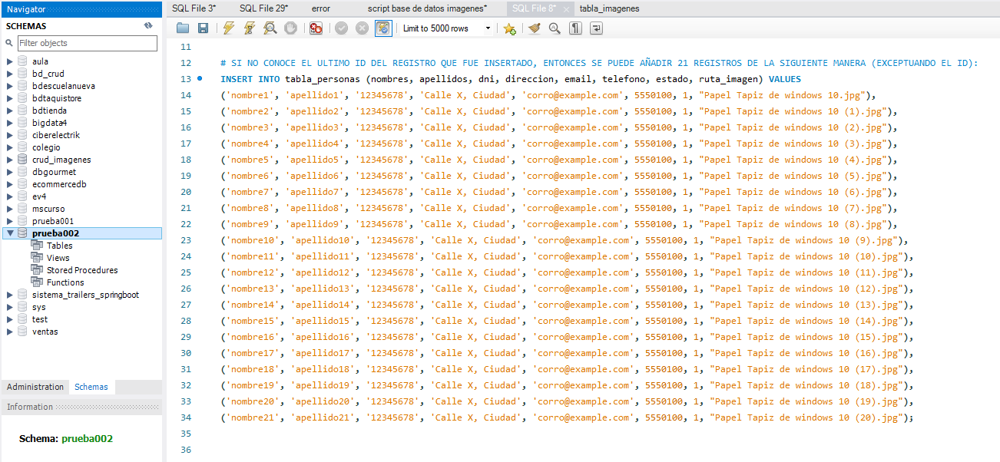 Navigator
SCHEMAS
Filter objects
aula
bd_crud
bdescuelanueva
bdtaquistore
bdtienda
bigdata4
ciberelectrik
colegio
crud_imagenes
dbgourmet
ecommercedb
ev4
mscurso
prueba001
prueba002
Tables
Views
Stored Procedures
Functions
sistema_trailers_springboot
sys
test
ventas
Administration Schemas
Information
Schema: prueba002
SQL File 3* SQL File 29* error script base de datos imagenes* SQL File 8* tabla_imagenes
Limit to 5000 rows
11
12 # SI NO CONOCE EL ULTIMO ID DEL REGISTRO QUE FUE INSERTADO, ENTONCES SE PUEDE AÑADIR 21 REGISTROS DE LA SIGUIENTE MANERA (EXCEPTUANDO EL ID):
13 INSERT INTO tabla_personas (nombres, apellidos, dni, direccion, email, telefono, estado, ruta_imagen) VALUES
14 ('nombre1', 'apellido1', '12345678', 'Calle X, Ciudad', 'corro@example.com', 5550100, 1, "Papel Tapiz de windows 10.jpg"),
15 ('nombre2', 'apellido2', '12345678', 'Calle X, Ciudad', 'corro@example.com', 5550100, 1, "Papel Tapiz de windows 10 (1).jpg"),
16 ('nombre3', 'apellido3', '12345678', 'Calle X, Ciudad', 'corro@example.com', 5550100, 1, "Papel Tapiz de windows 10 (2).jpg"),
17 ('nombre4', 'apellido4', '12345678', 'Calle X, Ciudad', 'corro@example.com', 5550100, 1, "Papel Tapiz de windows 10 (3).jpg"),
18 ('nombre5', 'apellido5', '12345678', 'Calle X, Ciudad', 'corro@example.com', 5550100, 1, "Papel Tapiz de windows 10 (4).jpg"),
19 ('nombre6', 'apellido6', '12345678', 'Calle X, Ciudad', 'corro@example.com', 5550100, 1, "Papel Tapiz de windows 10 (5).jpg"),
20 ('nombre7', 'apellido7', '12345678', 'Calle X, Ciudad', 'corro@example.com', 5550100, 1, "Papel Tapiz de windows 10 (6).jpg"),
21 ('nombre8', 'apellido8', '12345678', 'Calle X, Ciudad', 'corro@example.com', 5550100, 1, "Papel Tapiz de windows 10 (7).jpg"),
22 ('nombre9', 'apellido9', '12345678', 'Calle X, Ciudad', 'corro@example.com', 5550100, 1, "Papel Tapiz de windows 10 (8).jpg"),
23 ('nombre10', 'apellido10', '12345678', 'Calle X, Ciudad', 'corro@example.com', 5550100, 1, "Papel Tapiz de windows 10 (9).jpg"),
24 ('nombre11', 'apellido11', '12345678', 'Calle X, Ciudad', 'corro@example.com', 5550100, 1, "Papel Tapiz de windows 10 (10).jpg"),
25 ('nombre12', 'apellido12', '12345678', 'Calle X, Ciudad', 'corro@example.com', 5550100, 1, "Papel Tapiz de windows 10 (11).jpg"),
26 ('nombre13', 'apellido13', '12345678', 'Calle X, Ciudad', 'corro@example.com', 5550100, 1, "Papel Tapiz de windows 10 (12).jpg"),
27 ('nombre14', 'apellido14', '12345678', 'Calle X, Ciudad', 'corro@example.com', 5550100, 1, "Papel Tapiz de windows 10 (13).jpg"),
28 ('nombre15', 'apellido15', '12345678', 'Calle X, Ciudad', 'corro@example.com', 5550100, 1, "Papel Tapiz de windows 10 (14).jpg"),
29 ('nombre16', 'apellido16', '12345678', 'Calle X, Ciudad', 'corro@example.com', 5550100, 1, "Papel Tapiz de windows 10 (15).jpg"),
30 ('nombre17', 'apellido17', '12345678', 'Calle X, Ciudad', 'corro@example.com', 5550100, 1, "Papel Tapiz de windows 10 (16).jpg"),
31 ('nombre18', 'apellido18', '12345678', 'Calle X, Ciudad', 'corro@example.com', 5550100, 1, "Papel Tapiz de windows 10 (17).jpg"),
32 ('nombre19', 'apellido19', '12345678', 'Calle X, Ciudad', 'corro@example.com', 5550100, 1, "Papel Tapiz de windows 10 (18).jpg"),
33 ('nombre20', 'apellido20', '12345678', 'Calle X, Ciudad', 'corro@example.com', 5550100, 1, "Papel Tapiz de windows 10 (19).jpg"),
34 ('nombre21', 'apellido21', '12345678', 'Calle X, Ciudad', 'corro@example.com', 5550100, 1, "Papel Tapiz de windows 10 (20).jpg");
35
36